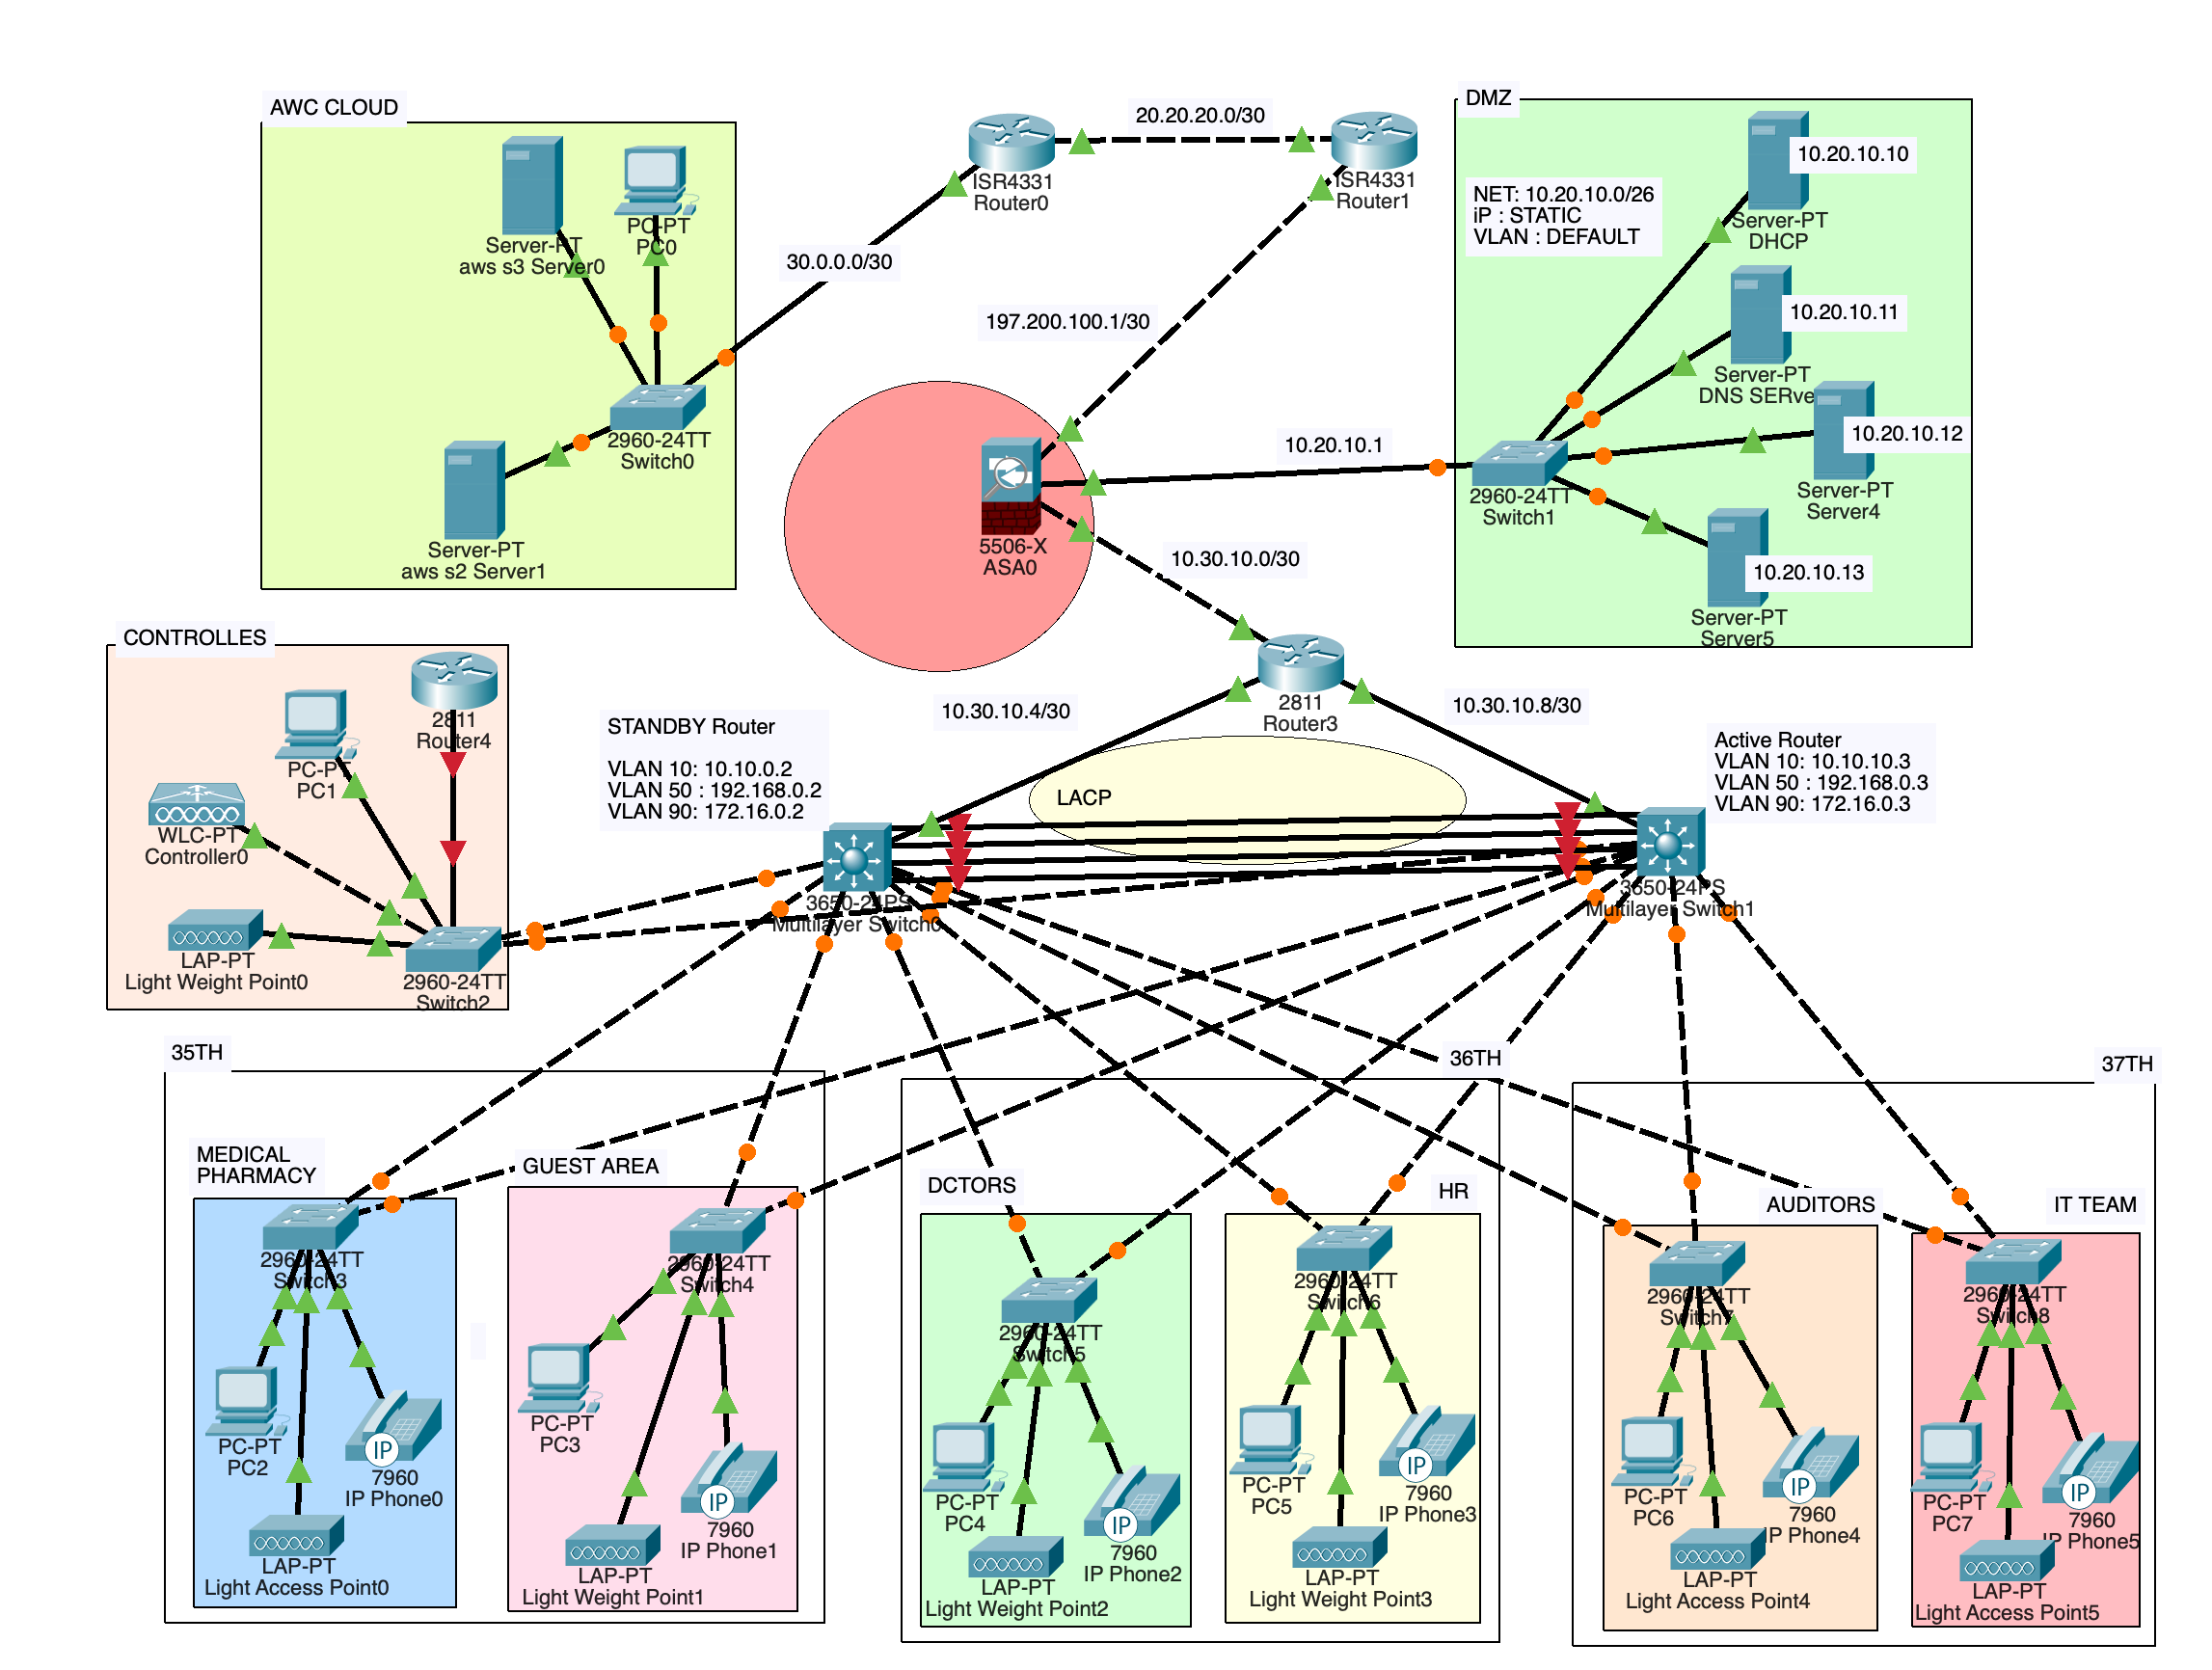 AWC CLOUD
Server-PT
aws s3 Server0
PC-PT
PC0
2960-24TT
Switch0
Server-PT
aws s2 Server1
30.0.0.0/30
ISR4331
Router0
20.20.20.0/30
ISR4331
Router1
197.200.100.1/30
DMZ
NET: 10.20.10.0/26
iP : STATIC
VLAN : DEFAULT
10.20.10.10
Server-PT
DHCP
10.20.10.11
Server-PT
DNS SERve
10.20.10.12
Server-PT
Server4
10.20.10.13
Server-PT
Server5
2960-24TT
Switch1
10.20.10.1
5506-X
ASA0
10.30.10.0/30
2811
Router3
10.30.10.4/30
10.30.10.8/30
CONTROLLES
2811
Router4
PC-PT
PC1
WLC-PT
Controller0
LAP-PT
Light Weight Point0
2960-24TT
Switch2
STANDBY Router
VLAN 10: 10.10.0.2
VLAN 50 : 192.168.0.2
VLAN 90: 172.16.0.2
LACP
Active Router
VLAN 10: 10.10.10.3
VLAN 50 : 192.168.0.3
VLAN 90: 172.16.0.3
3650-24PS
Multilayer Switch0
3650-24PS
Multilayer Switch1
35TH
36TH
37TH
MEDICAL
PHARMACY
2960-24TT
Switch3
PC-PT
PC2
7960
IP Phone0
IP
LAP-PT
Light Access Point0
GUEST AREA
2960-24TT
Switch4
PC-PT
PC3
IP
7960
IP Phone1
LAP-PT
Light Weight Point1
DCTORS
2960-24TT
Switch5
PC-PT
PC4
IP
7960
IP Phone2
LAP-PT
Light Weight Point2
HR
2960-24TT
Switch6
PC-PT
PC5
IP
7960
IP Phone3
LAP-PT
Light Weight Point3
AUDITORS
2960-24TT
Switch7
PC-PT
PC6
IP
7960
IP Phone4
LAP-PT
Light Access Point4
IT TEAM
2960-24TT
Switch8
PC-PT
PC7
IP
7960
IP Phone5
LAP-PT
Light Access Point5